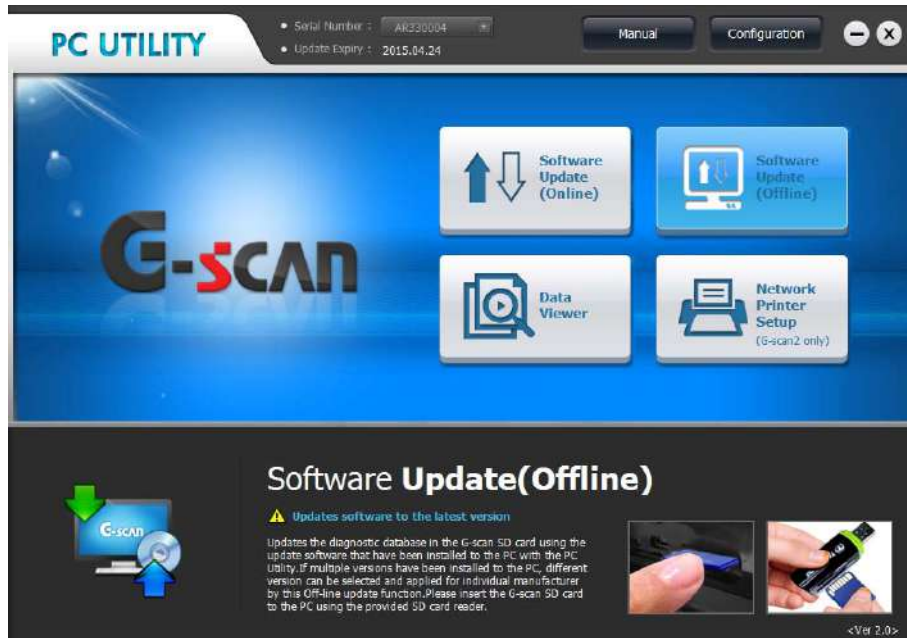 PC UTILITY
Serial Number : AR330004
Update Expiry : 2015.04.24
Manual
Configuration
G-scan
Software
Update
(Online)
Software
Update
(Offline)
Data
Viewer
Network
Printer
Setup
(G-scan2 only)
Software Update(Offline)
Updates software to the latest version
Updates the diagnostic database in the G-scan SD card using the
update software that have been installed to the PC with the PC
Utility.If multiple versions have been installed to the PC, different
version can be selected and applied for individual manufacturer
by this Off-line update function.Please insert the G-scan SD card
to the PC using the provided SD card reader.
G-scan
<Ver 2.0>